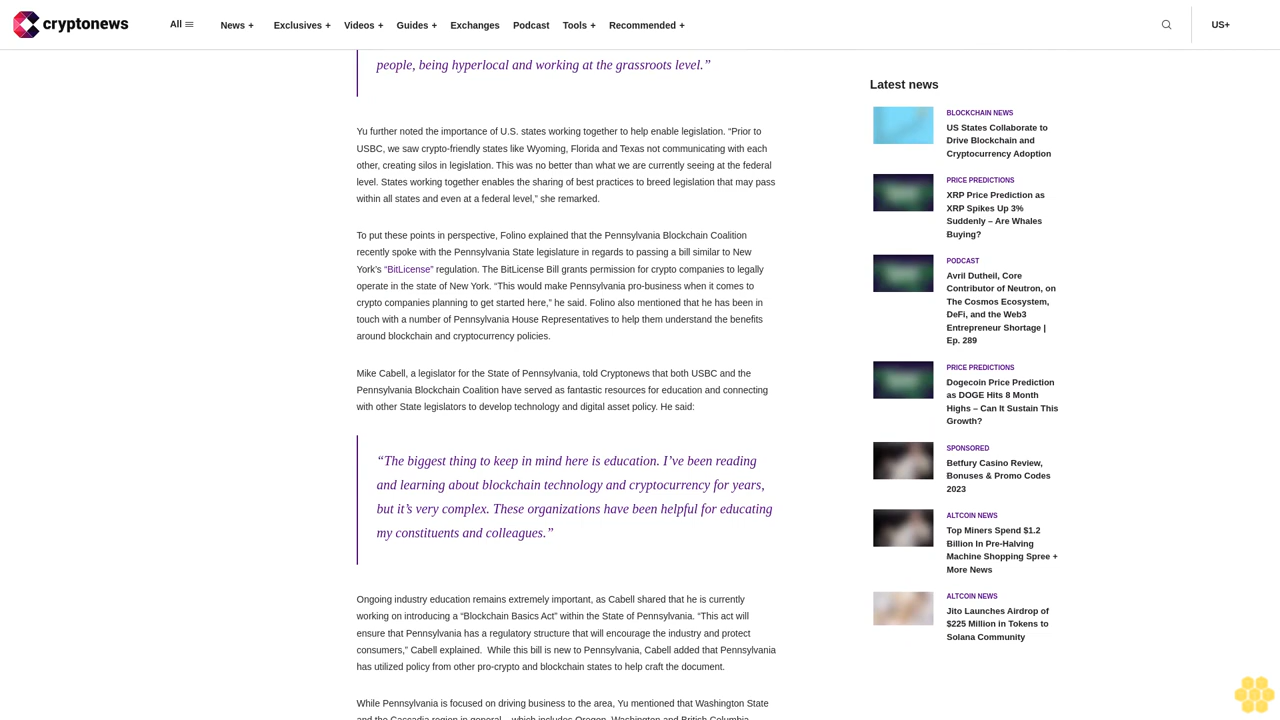 cryptonews
All
News +
Exclusives +
Videos +
Guides +
Exchanges
Podcast
Tools +
Recommended +
US+
people, being hyperlocal and working at the grassroots level.”
Yu further noted the importance of U.S. states working together to help enable legislation. “Prior to
USBC, we saw crypto-friendly states like Wyoming, Florida and Texas not communicating with each
other, creating silos in legislation. This was no better than what we are currently seeing at the federal
level. States working together enables the sharing of best practices to breed legislation that may pass
within all states and even at a federal level,” she remarked.
To put these points in perspective, Folino explained that the Pennsylvania Blockchain Coalition
recently spoke with the Pennsylvania State legislature in regards to passing a bill similar to New
York’s “BitLicense” regulation. The BitLicense Bill grants permission for crypto companies to legally
operate in the state of New York. “This would make Pennsylvania pro-business when it comes to
crypto companies planning to get started here,” he said. Folino also mentioned that he has been in
touch with a number of Pennsylvania House Representatives to help them understand the benefits
around blockchain and cryptocurrency policies.
Mike Cabell, a legislator for the State of Pennsylvania, told Cryptonews that both USBC and the
Pennsylvania Blockchain Coalition have served as fantastic resources for education and connecting
with other State legislators to develop technology and digital asset policy. He said:
“The biggest thing to keep in mind here is education. I’ve been reading
and learning about blockchain technology and cryptocurrency for years,
but it’s very complex. These organizations have been helpful for educating
my constituents and colleagues.”
Ongoing industry education remains extremely important, as Cabell shared that he is currently
working on introducing a “Blockchain Basics Act” within the State of Pennsylvania. “This act will
ensure that Pennsylvania has a regulatory structure that will encourage the industry and protect
consumers,” Cabell explained.  While this bill is new to Pennsylvania, Cabell added that Pennsylvania
has utilized policy from other pro-crypto and blockchain states to help craft the document.
While Pennsylvania is focused on driving business to the area, Yu mentioned that Washington State
and the Cascadia region in general – which includes Oregon, Washington and British Columbia
Latest news
BLOCKCHAIN NEWS
US States Collaborate to
Drive Blockchain and
Cryptocurrency Adoption
PRICE PREDICTIONS
XRP Price Prediction as
XRP Spikes Up 3%
Suddenly – Are Whales
Buying?
PODCAST
Avril Dutheil, Core
Contributor of Neutron, on
The Cosmos Ecosystem,
DeFi, and the Web3
Entrepreneur Shortage |
Ep. 289
PRICE PREDICTIONS
Dogecoin Price Prediction
as DOGE Hits 8 Month
Highs – Can It Sustain This
Growth?
SPONSORED
Betfury Casino Review,
Bonuses & Promo Codes
2023
ALTCOIN NEWS
Top Miners Spend $1.2
Billion In Pre-Halving
Machine Shopping Spree +
More News
ALTCOIN NEWS
Jito Launches Airdrop of
$225 Million in Tokens to
Solana Community